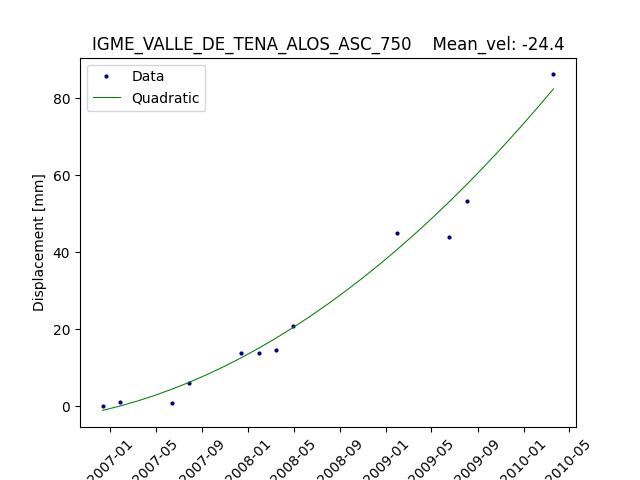 IGME_VALLE_DE_TENA_ALOS_ASC_750 Mean_vel: -24.4
Data
Quadratic
Displacement [mm]
80
60
40
20
0
2007-01 2007-05 2007-09 2008-01 2008-05 2008-09 2009-01 2009-05 2009-09 2010-01 2010-05